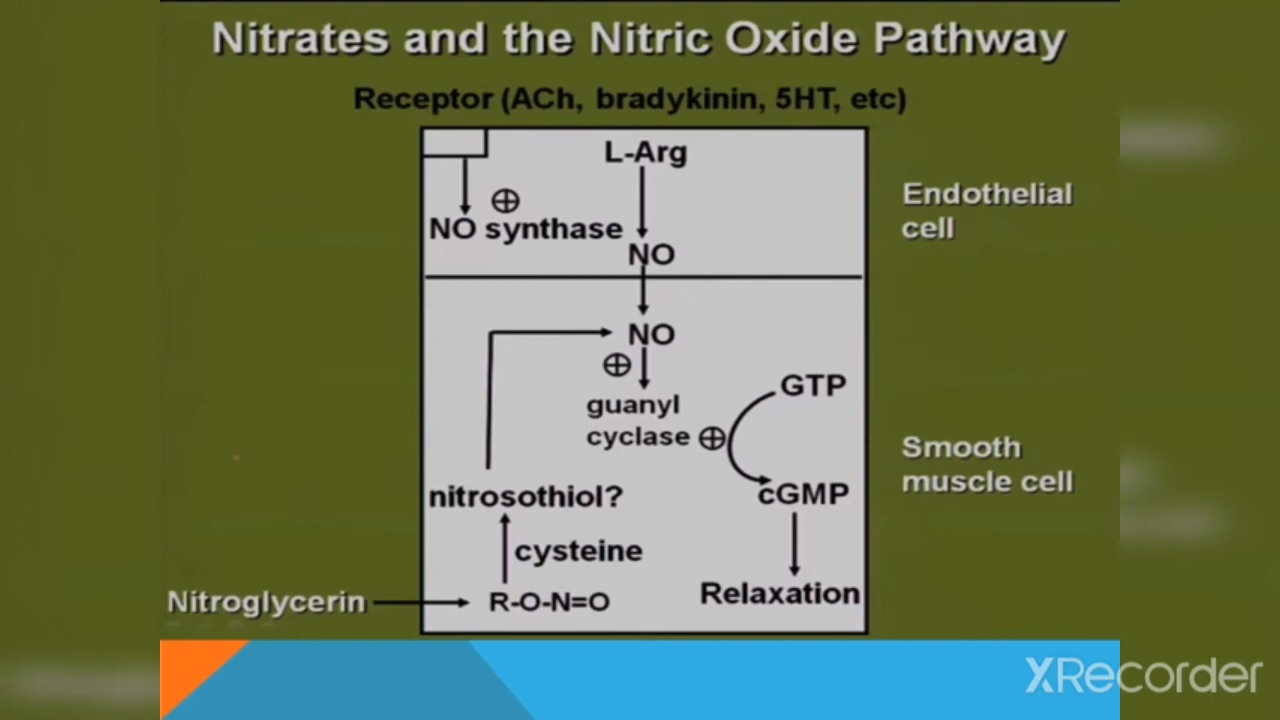 Nitrates and the Nitric Oxide Pathway
Receptor (ACh, bradykinin, 5HT, etc)
L-Arg
NO synthase
NO
Endothelial
cell
NO
guanyl
cyclase
GTP
cGMP
Smooth
muscle cell
nitrosothiol?
cysteine
Nitroglycerin
R-O-N=O
Relaxation
XRecorder